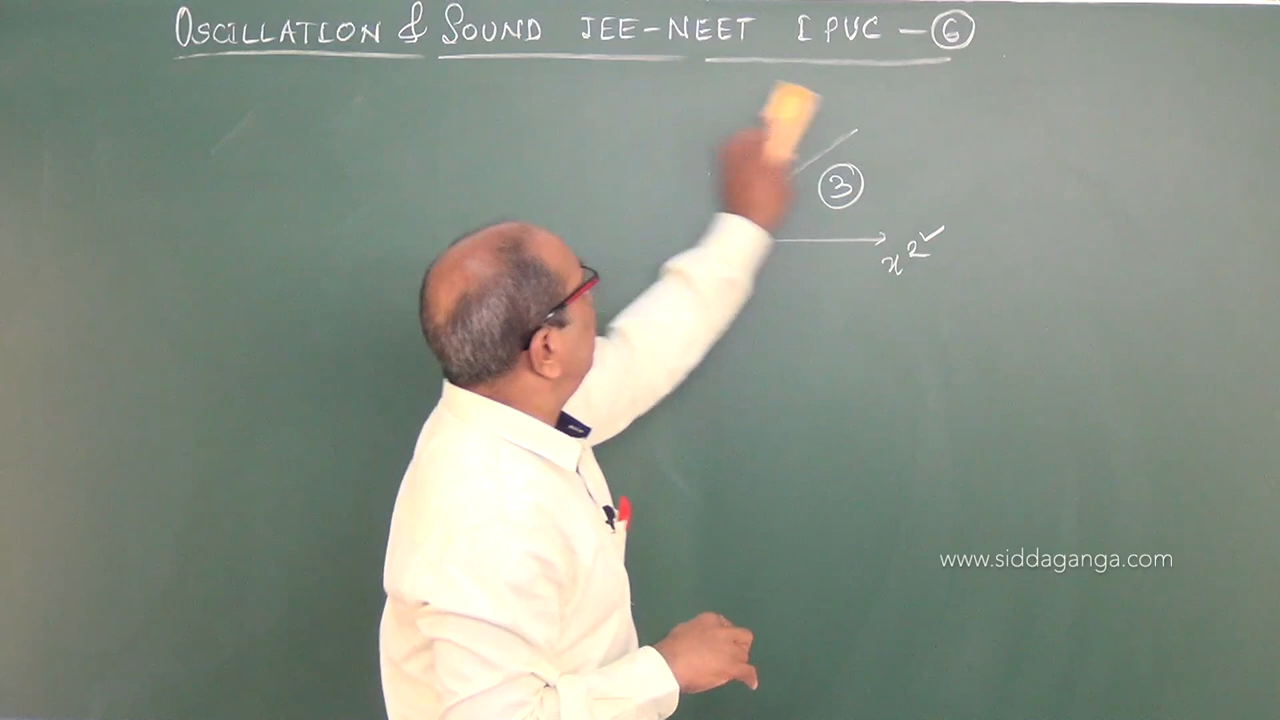 OSCILLATION & SOUND JEE-NEET I PUC - 6
3
x²✓
www.siddaganga.com